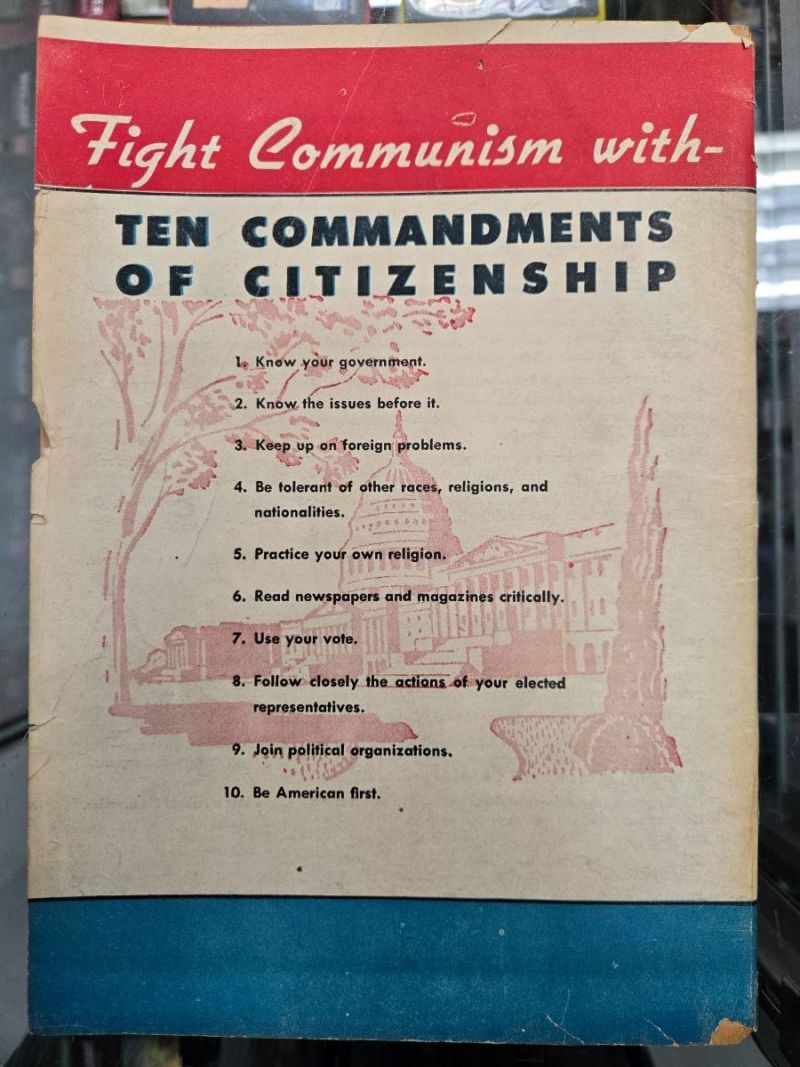 Fight Communism with-
TEN COMMANDMENTS
OF CITIZENSHIP
1. Know your government.
2. Know the issues before it.
3. Keep up on foreign problems.
4. Be tolerant of other races, religions, and
nationalities.
5. Practice your own religion.
6. Read newspapers and magazines critically.
7. Use your vote.
8. Follow closely the actions of your elected
representatives.
9. Join political organizations.
10. Be American first.